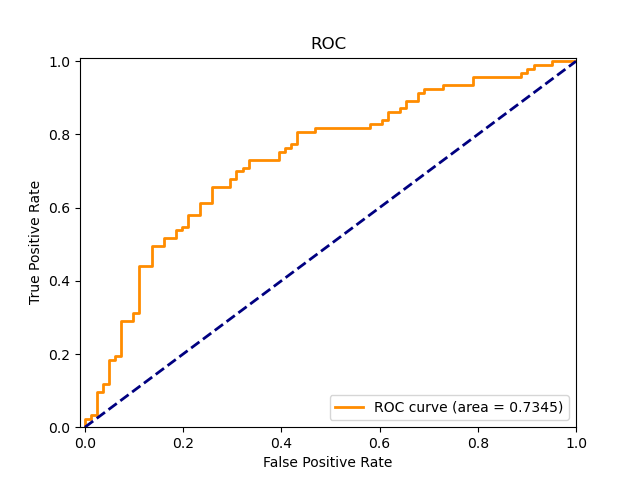 ROC
1.0
0.8
0.6
0.4
0.2
0.0
True Positive Rate
ROC curve (area = 0.7345)
0.0 0.2 0.4 0.6 0.8 1.0
False Positive Rate